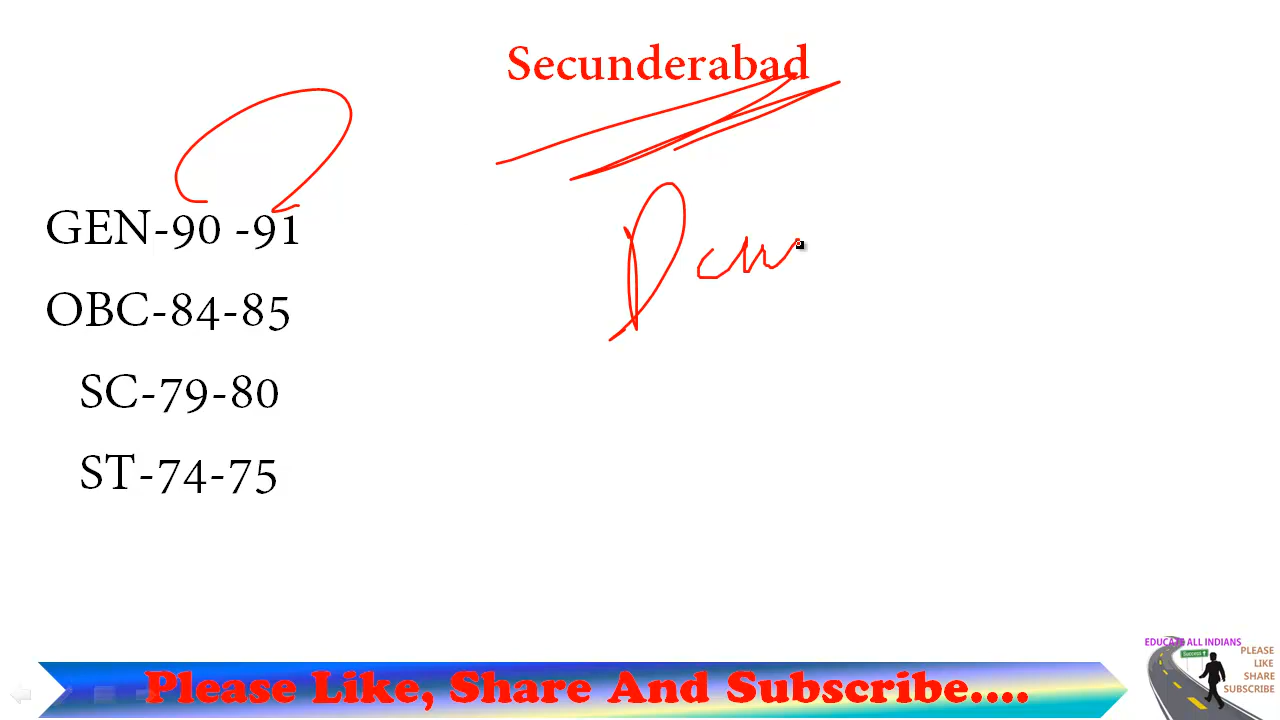 Secunderabad
GEN-90 -91
OBC-84-85
SC-79-80
ST-74-75
EDUCATE ALL INDIANS
Success
PLEASE
LIKE
SHARE
SUBSCRIBE
Please Like, Share And Subscribe....